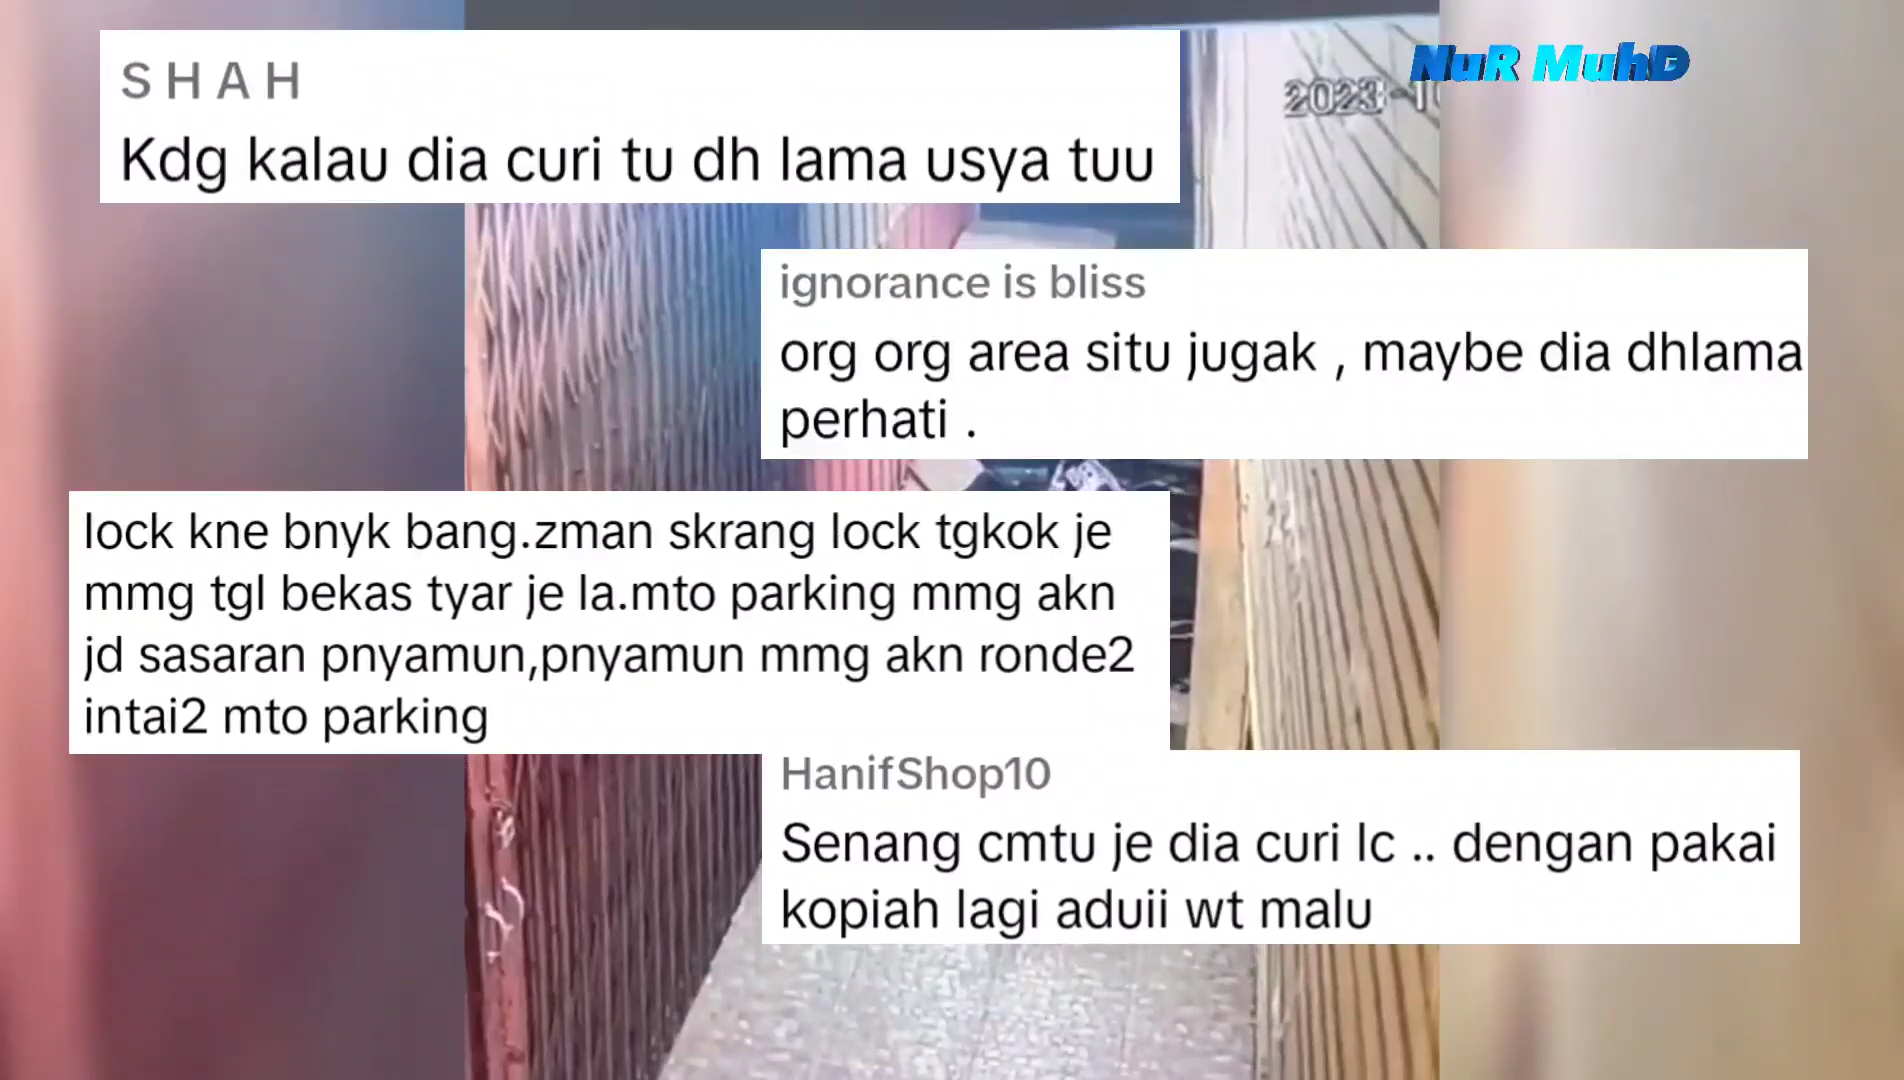 S H A H
Kdg kalau dia curi tu dh lama usya tuu
NuR MuhD
2023-1
ignorance is bliss
org org area situ jugak , maybe dia dhlama
perhati .
lock kne bnyk bang.zman skrang lock tgkok je
mmg tgl bekas tyar je la.mto parking mmg akn
jd sasaran pnyamun,pnyamun mmg akn ronde2
intai2 mto parking
HanifShop10
Senang cmtu je dia curi lc .. dengan pakai
kopiah lagi aduii wt malu